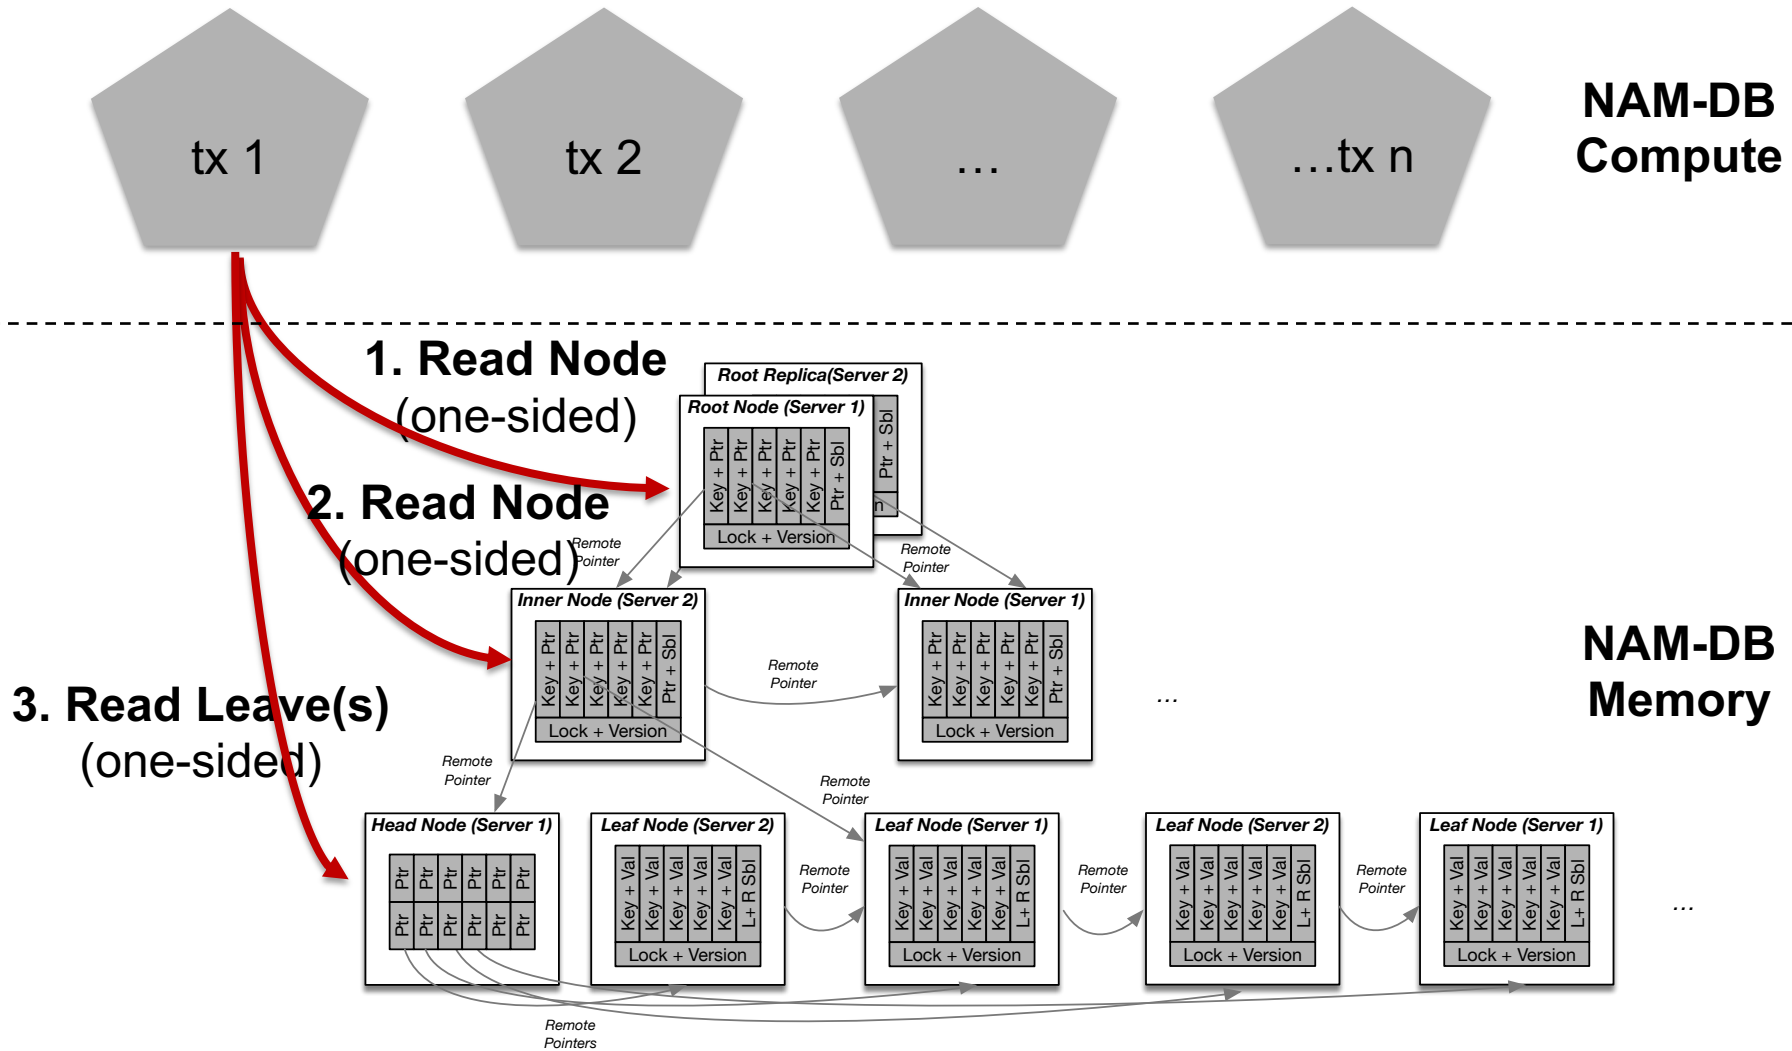 tx 1
tx 2
…
…tx n
NAM-DB
Compute
1. Read Node
(one-sided)
Root Replica(Server 2)
Ptr + Sbl
n
Root Node (Server 1)
Key + Ptr
Key + Ptr
Key + Ptr
Key + Ptr
Key + Ptr
Ptr + Sbl
Lock + Version
2. Read Node
(one-sided)
Remote
Pointer
Remote
Pointer
Inner Node (Server 2)
Key + Ptr
Key + Ptr
Key + Ptr
Key + Ptr
Key + Ptr
Ptr + Sbl
Lock + Version
Remote
Pointer
Inner Node (Server 1)
Key + Ptr
Key + Ptr
Key + Ptr
Key + Ptr
Key + Ptr
Ptr + Sbl
Lock + Version
...
NAM-DB
Memory
3. Read Leave(s)
(one-sided)
Remote
Pointer
Remote
Pointer
Head Node (Server 1)
Ptr
Ptr
Ptr
Ptr
Ptr
Ptr
Ptr
Ptr
Ptr
Ptr
Ptr
Ptr
Leaf Node (Server 2)
Key + Val
Key + Val
Key + Val
Key + Val
Key + Val
L+ R Sbl
Lock + Version
Remote
Pointer
Leaf Node (Server 1)
Key + Val
Key + Val
Key + Val
Key + Val
Key + Val
L+ R Sbl
Lock + Version
Remote
Pointer
Leaf Node (Server 2)
Key + Val
Key + Val
Key + Val
Key + Val
Key + Val
L+ R Sbl
Lock + Version
Remote
Pointer
Leaf Node (Server 1)
Key + Val
Key + Val
Key + Val
Key + Val
Key + Val
L+ R Sbl
Lock + Version
...
Remote
Pointers